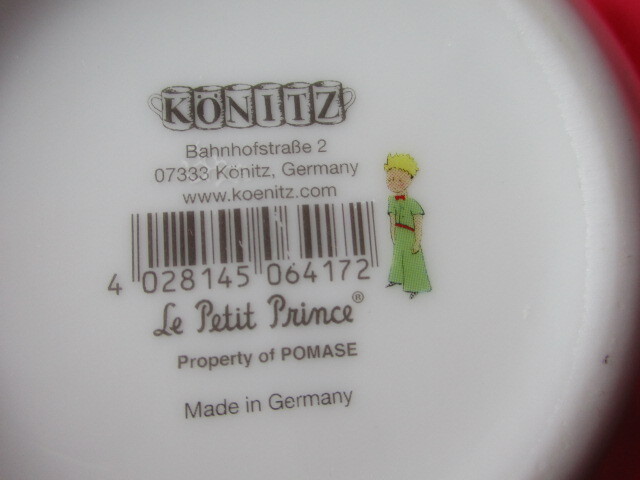 KÖNITZ
Bahnhofstraße 2
07333 Könitz, Germany
www.koenitz.com
4 028145 064172
Le Petit Prince®
Property of POMASE
Made in Germany